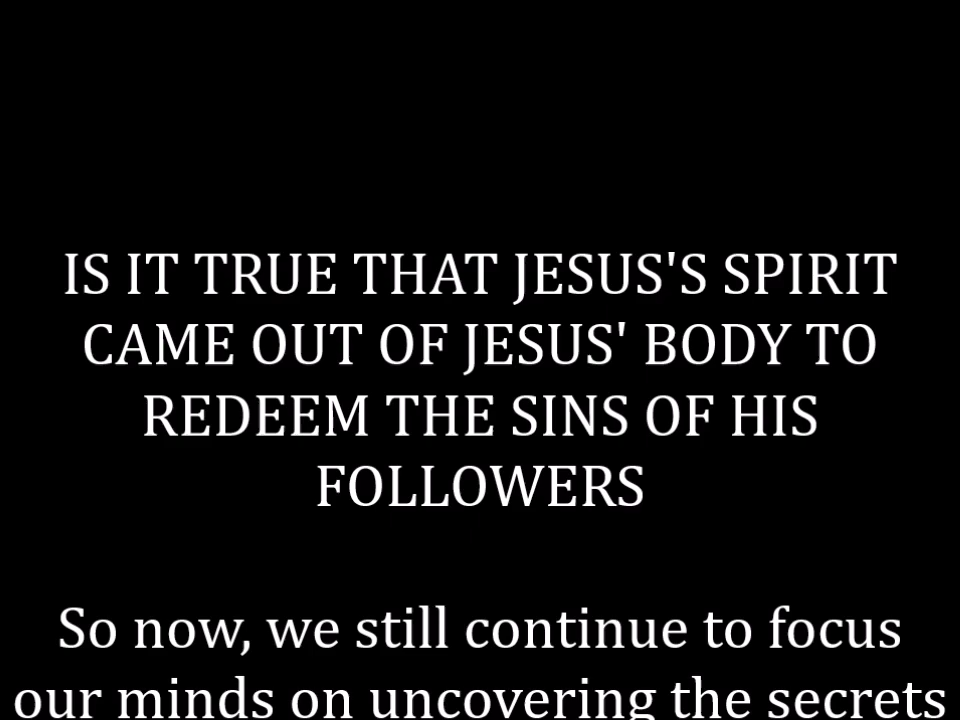 IS IT TRUE THAT JESUS'S SPIRIT
CAME OUT OF JESUS' BODY TO
REDEEM THE SINS OF HIS
FOLLOWERS
So now, we still continue to focus
our minds on uncovering the secrets